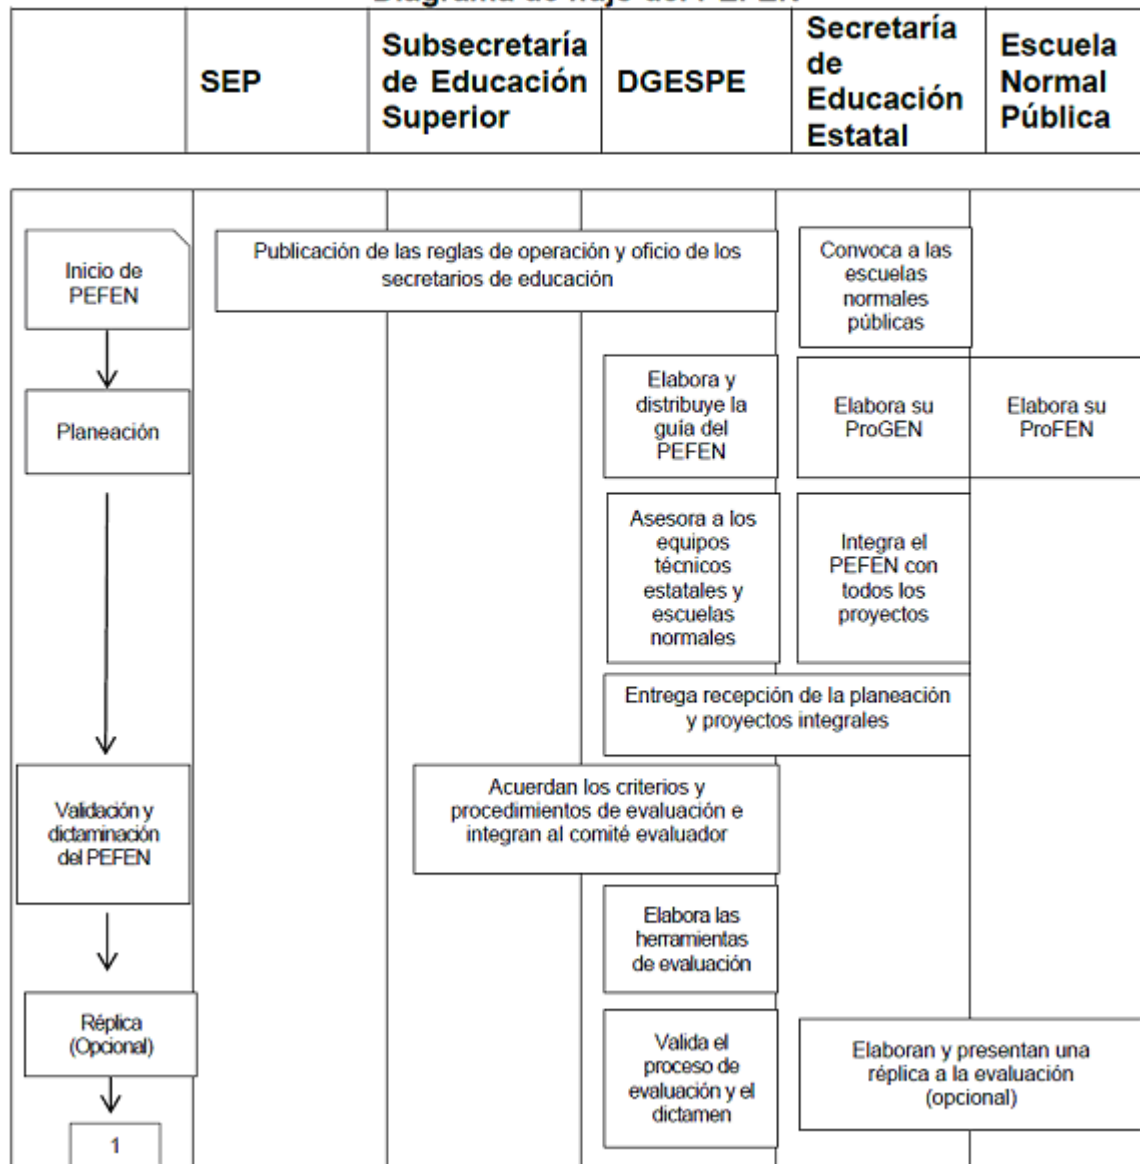 Diagrama de flujo del PEFEN
SEP
Subsecretaría
de Educación
Superior
DGESPE
Secretaría
de
Educación
Estatal
Escuela
Normal
Pública
Inicio de
PEFEN
Publicación de las reglas de operación y oficio de los
secretarios de educación
Convoca a las
escuelas
normales
públicas
Planeación
Elabora y
distribuye la
guía del
PEFEN
Elabora su
ProGEN
Elabora su
ProFEN
Asesora a los
equipos
técnicos
estatales y
escuelas
normales
Integra el
PEFEN con
todos los
proyectos
Entrega recepción de la planeación
y proyectos integrales
Validación y
dictaminación
del PEFEN
Acuerdan los criterios y
procedimientos de evaluación e
integran al comité evaluador
Elabora las
herramientas
de evaluación
Réplica
(Opcional)
Valida el
proceso de
evaluación y el
dictamen
Elaboran y presentan una
réplica a la evaluación
(opcional)
1